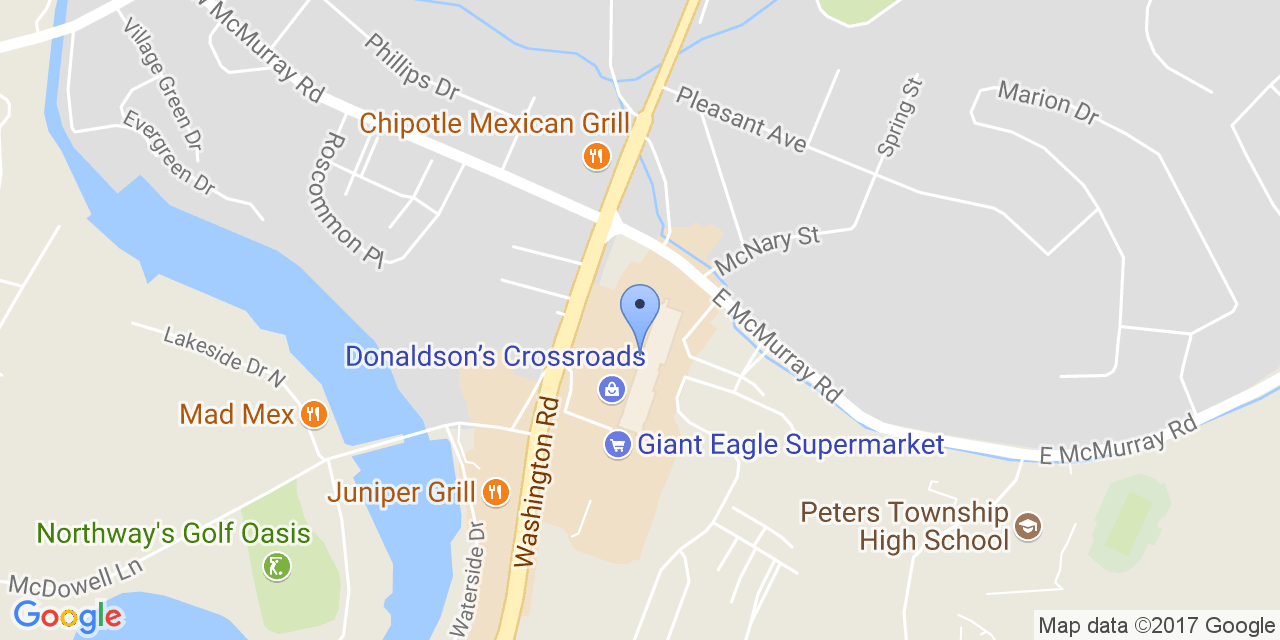 W McMurray Rd
Phillips Dr
Village Green Dr
Evergreen Dr
Roscommon Pl
Chipotle Mexican Grill
Pleasant Ave
Spring St
Marion Dr
McNary St
E McMurray Rd
Lakeside Dr N
Donaldson's Crossroads
Mad Mex
Washington Rd
Giant Eagle Supermarket
E McMurray Rd
Juniper Grill
Waterside Dr
Peters Township
High School
Northway's Golf Oasis
McDowell Ln
Google
Map data ©2017 Google